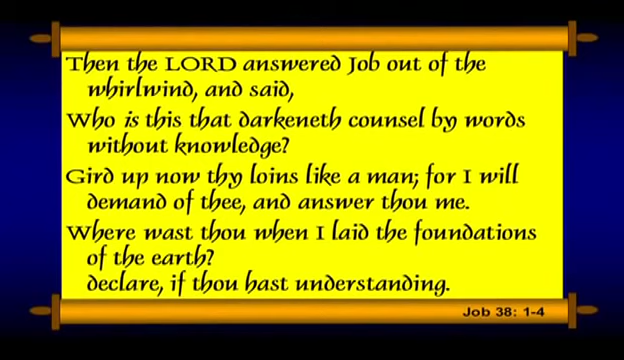 Then the LORD answered Job out of the
whirlwind, and said,
Who is this that darkeneth counsel by words
without knowledge?
Gird up now thy loins like a man; for I will
demand of thee, and answer thou me.
Where wast thou when I laid the foundations
of the earth?
declare, if thou hast understanding.
Job 38: 1-4